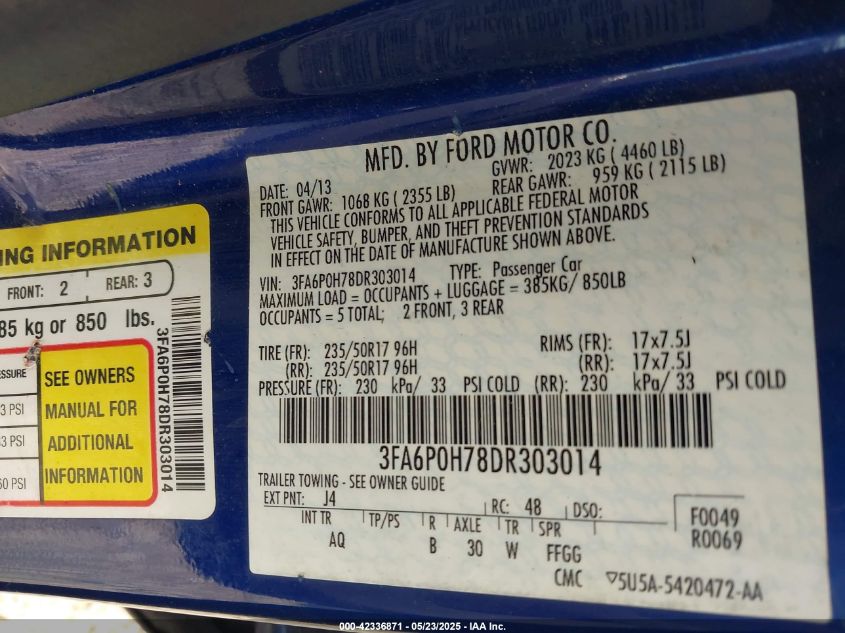 MFD. BY FORD MOTOR CO.
DATE: 04/13
GVWR: 2023 KG ( 4460 LB)
FRONT GAWR: 1068 KG ( 2355 LB)
REAR GAWR: 959 KG ( 2115 LB)
THIS VEHICLE CONFORMS TO ALL APPLICABLE FEDERAL MOTOR
VEHICLE SAFETY, BUMPER, AND THEFT PREVENTION STANDARDS
IN EFFECT ON THE DATE OF MANUFACTURE SHOWN ABOVE.
VIN: 3FA6P0H78DR303014 TYPE: Passenger Car
MAXIMUM LOAD = OCCUPANTS + LUGGAGE = 385KG/ 850LB
OCCUPANTS = 5 TOTAL; 2 FRONT, 3 REAR
TIRE (FR): 235/50R17 96H RIMS (FR): 17x7.5J
(RR): 235/50R17 96H (RR): 17x7.5J
PRESSURE (FR): 230 kPa/ 33 PSI COLD (RR): 230 kPa/ 33 PSI COLD
3FA6P0H78DR303014
TRAILER TOWING - SEE OWNER GUIDE
EXT PNT: J4 RC: 48 DSO:
INT TR TP/PS R AXLE TR SPR
AQ B 30 W FFGG
F0049
R0069
CMC ▽5U5A-5420472-AA
ING INFORMATION
FRONT: 2 REAR: 3
85 kg or 850 lbs.
ESSURE
3 PSI
33 PSI
60 PSI
SEE OWNERS
MANUAL FOR
ADDITIONAL
INFORMATION
3FA6P0H78DR303014
000-42336871 - 05/23/2025 - IAA Inc.